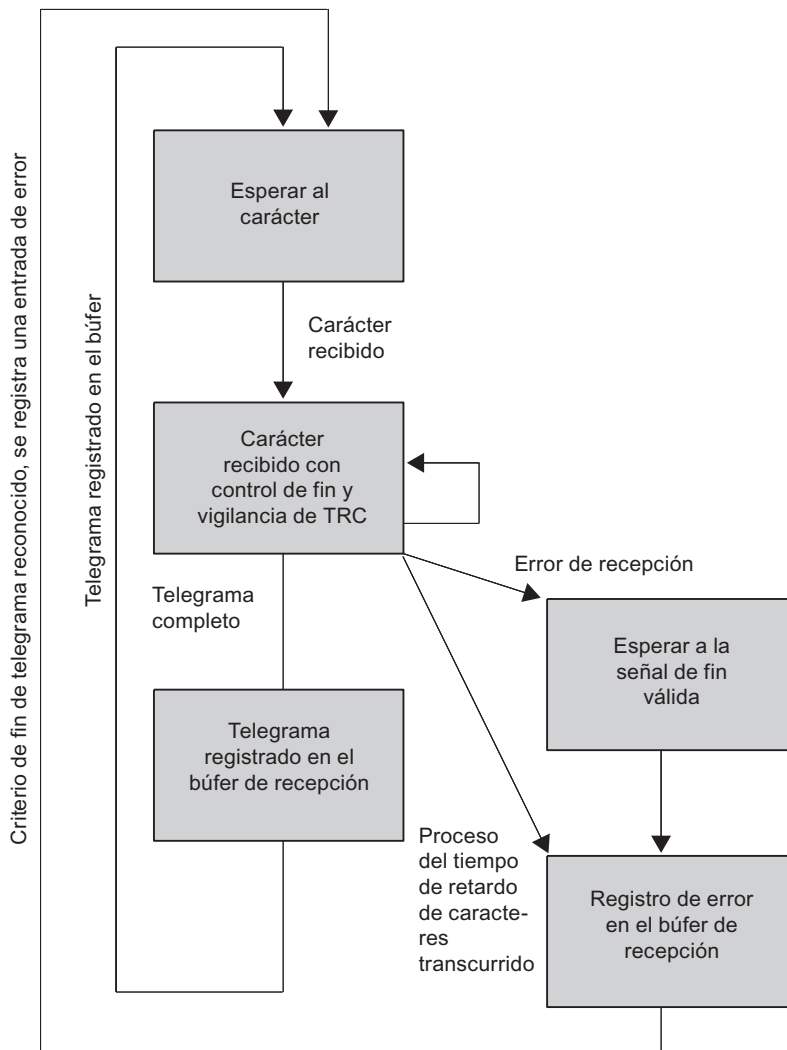 Criterio de fin de telegrama reconocido, se registra una entrada de error
Telegrama registrado en el búfer
Esperar al
carácter
Carácter
recibido
Carácter
recibido con
control de fin y
vigilancia de TRC
Error de recepción
Telegrama
completo
Esperar a la
señal de fin
válida
Telegrama
registrado en el
búfer de recepción
Proceso
del tiempo
de retardo
de caracte-
res
transcurrido
Registro de error
en el búfer de
recepción